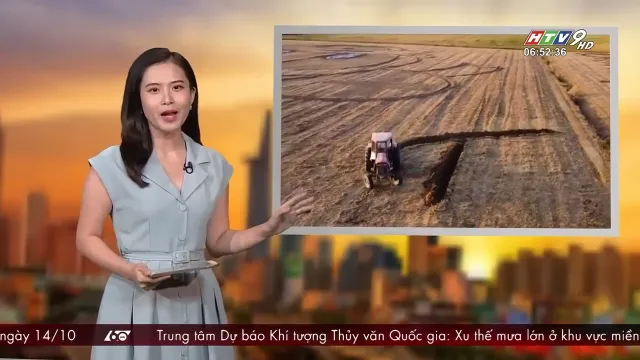 HTV9 HD
06:52:36
ngày 14/10 60 Trung tâm Dự báo Khí tượng Thủy văn Quốc gia: Xu thế mưa lớn ở khu vực miền